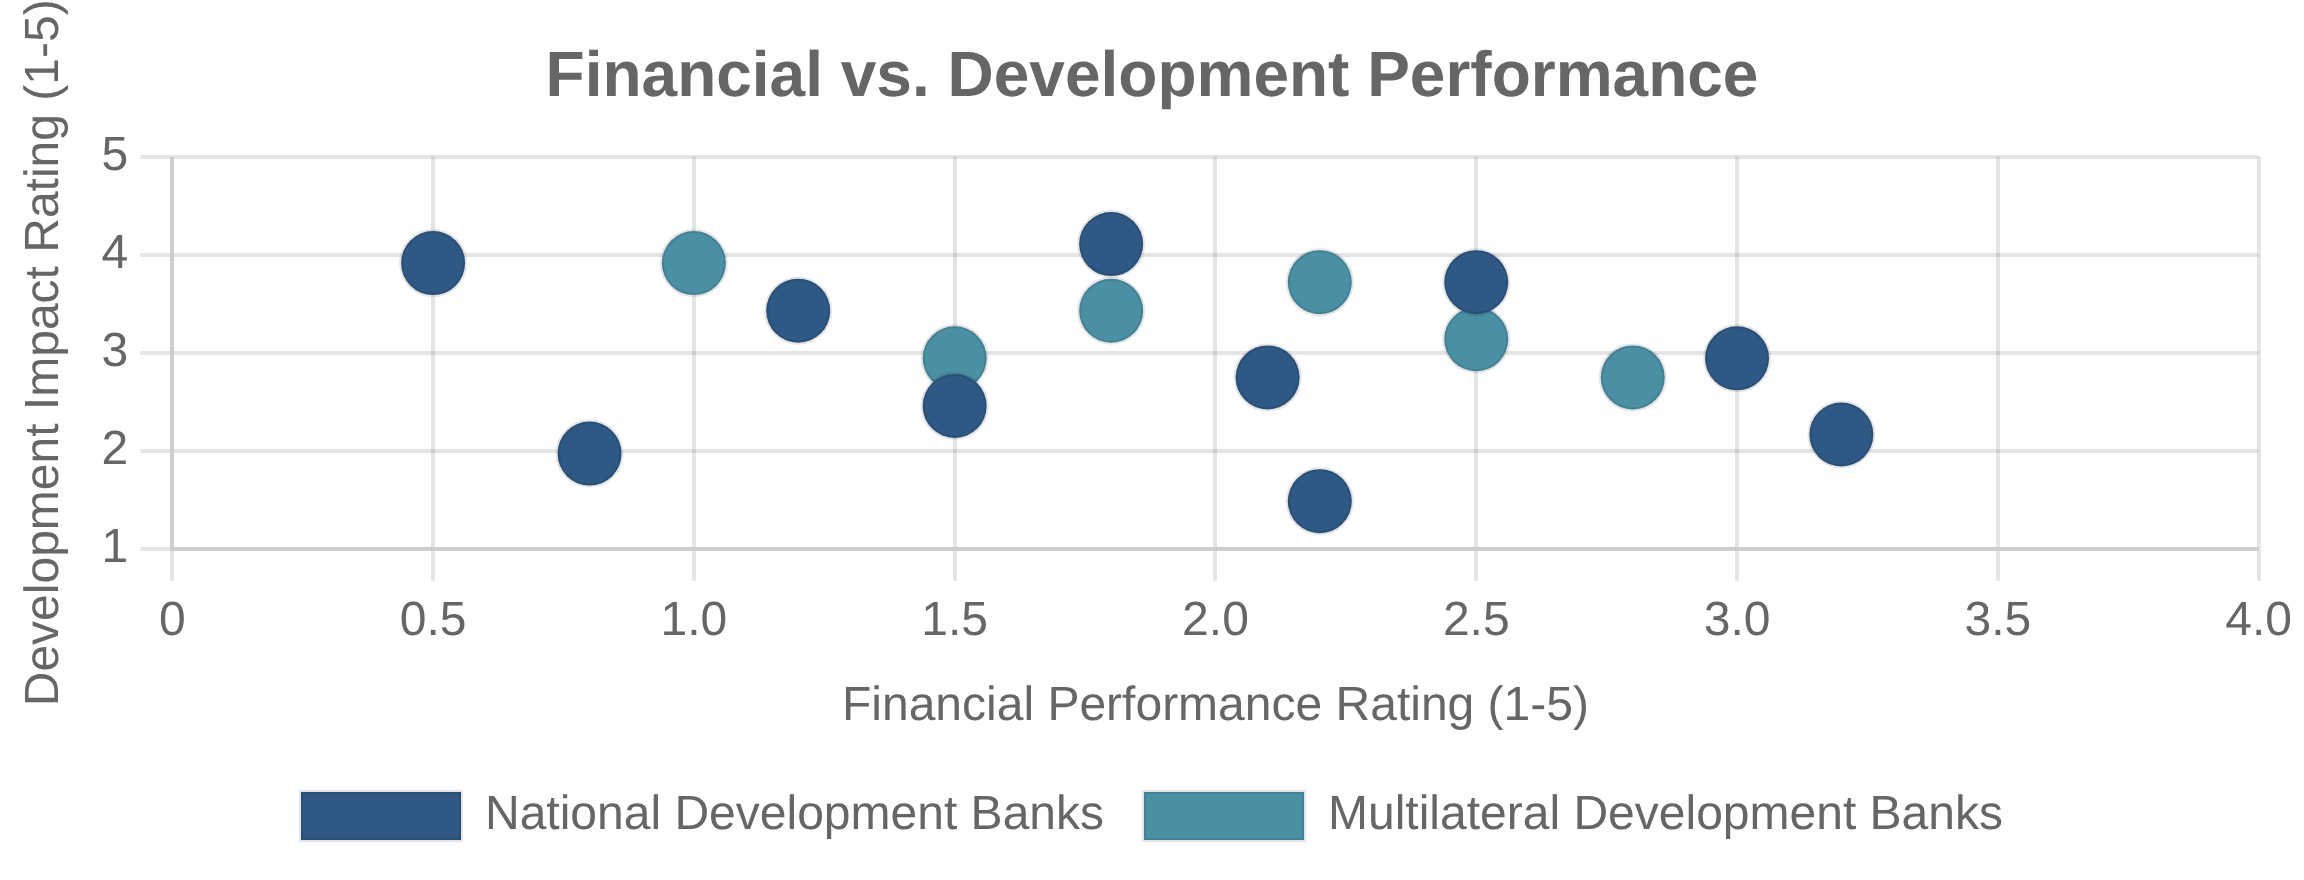 Financial vs. Development Performance
Development Impact Rating (1-5)
5
4
3
2
1
0 0.5 1.0 1.5 2.0 2.5 3.0 3.5 4.0
Financial Performance Rating (1-5)
National Development Banks Multilateral Development Banks